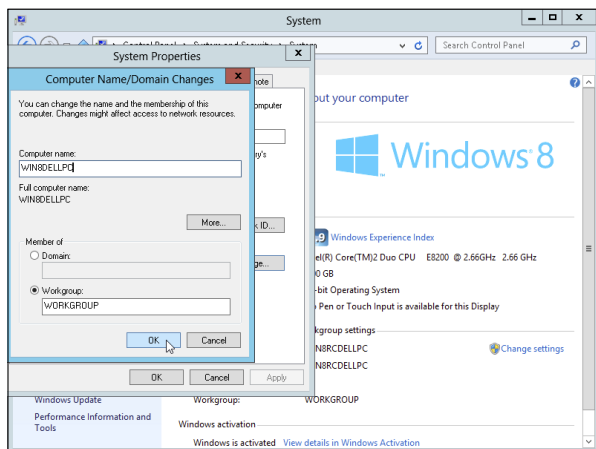 System
Control Panel System and Security System
Search Control Panel
System Properties
Computer Name/Domain Changes
You can change the name and the membership of this
computer. Changes might affect access to network resources.
Computer name:
WIN8DELLPC
Full computer name:
WIN8DELLPC
More...
Member of
Domain:
Workgroup:
WORKGROUP
OK Cancel
OK Cancel Apply
out your computer
Windows 8
Windows Experience Index
el(R) Core(TM)2 Duo CPU E8200 @ 2.66GHz 2.66 GHz
0 GB
-bit Operating System
Pen or Touch Input is available for this Display
kgroup settings
N8RCDELLPC
Change settings
N8RCDELLPC
Windows Update
Workgroup: WORKGROUP
Performance Information and
Tools
Windows activation
Windows is activated View details in Windows Activation